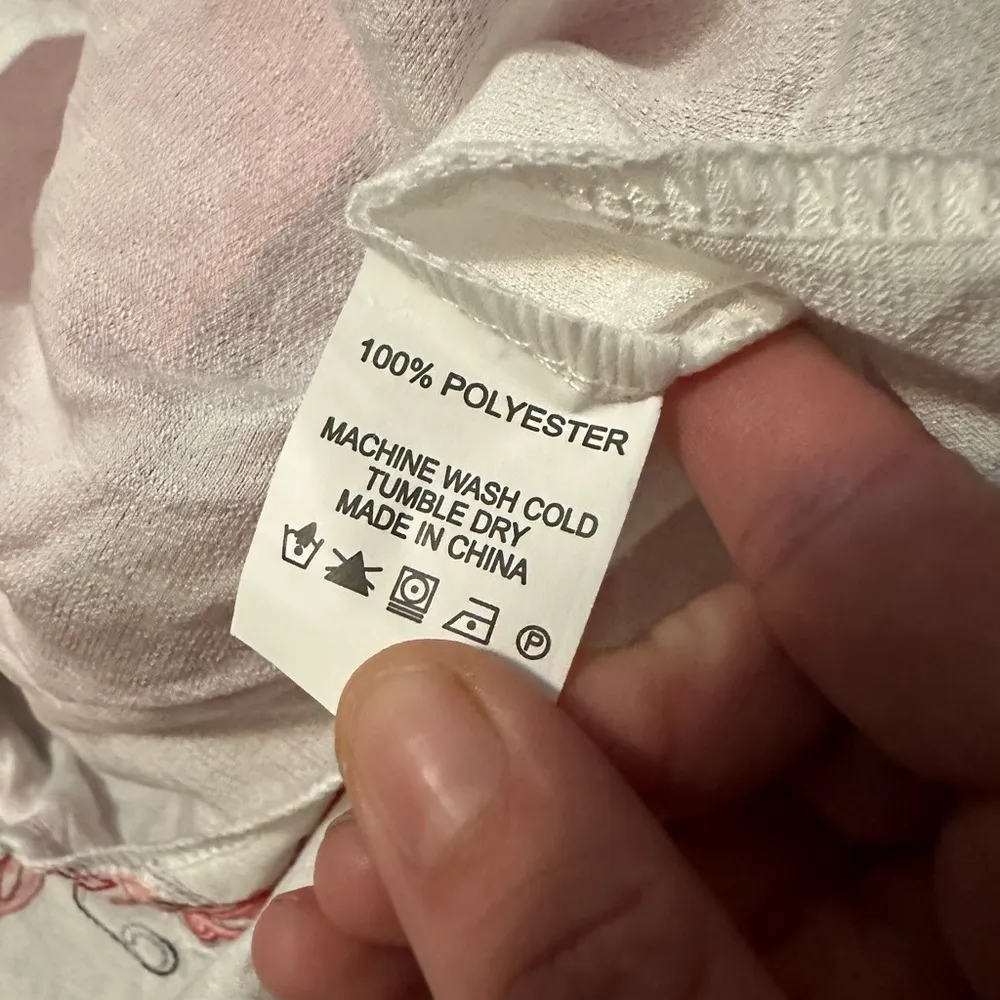 100% POLYESTER
MACHINE WASH COLD
TUMBLE DRY
MADE IN CHINA
P